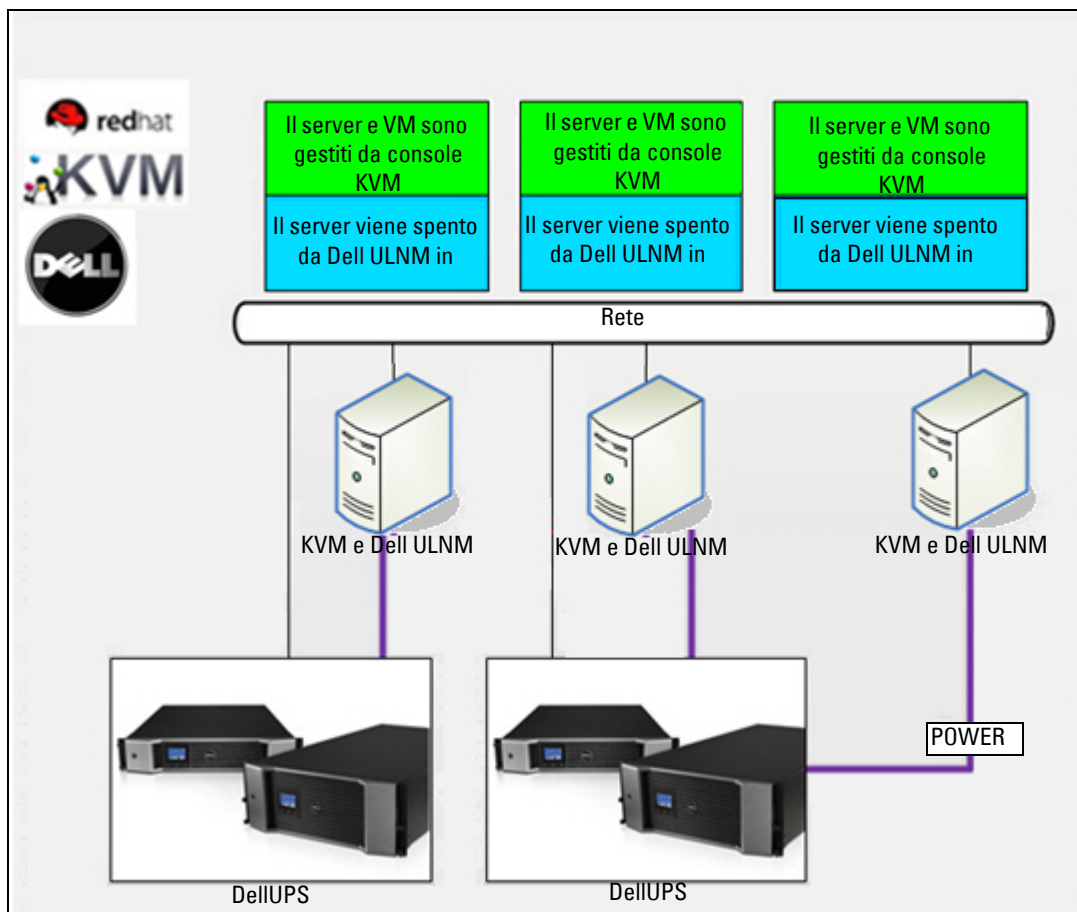 redhat
KVM
DELL
Il server e VM sono
gestiti da console
KVM
Il server viene spento
da Dell ULNM in
Il server e VM sono
gestiti da console
KVM
Il server viene spento
da Dell ULNM in
Il server e VM sono
gestiti da console
KVM
Il server viene spento
da Dell ULNM in
Rete
KVM e Dell ULNM
KVM e Dell ULNM
KVM e Dell ULNM
POWER
DellUPS
DellUPS